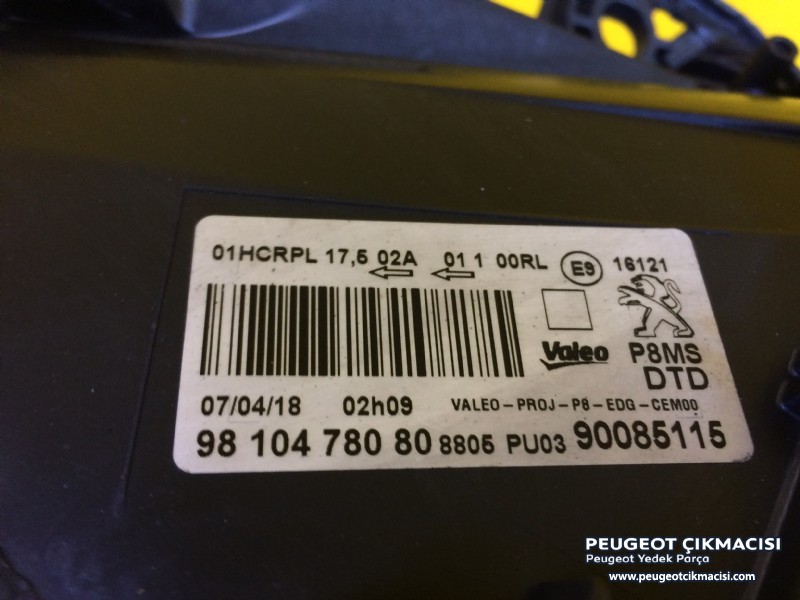 01HCRPL 17,5 02A 01 1 00RL E9 16121
Valeo P8MS
DTD
07/04/18 02h09 VALEO-PROJ-P8-EDG-CEM00
98 104 780 80 8805 PU03 90085115
PEUGEOT ÇIKMACISI
Peugeot Yedek Parça
www.peugeotcikmacisi.com